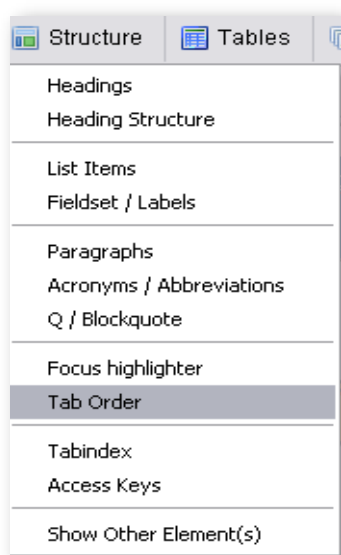 Structure Tables
Headings
Heading Structure
List Items
Fieldset / Labels
Paragraphs
Acronyms / Abbreviations
Q / Blockquote
Focus highlighter
Tab Order
Tabindex
Access Keys
Show Other Element(s)